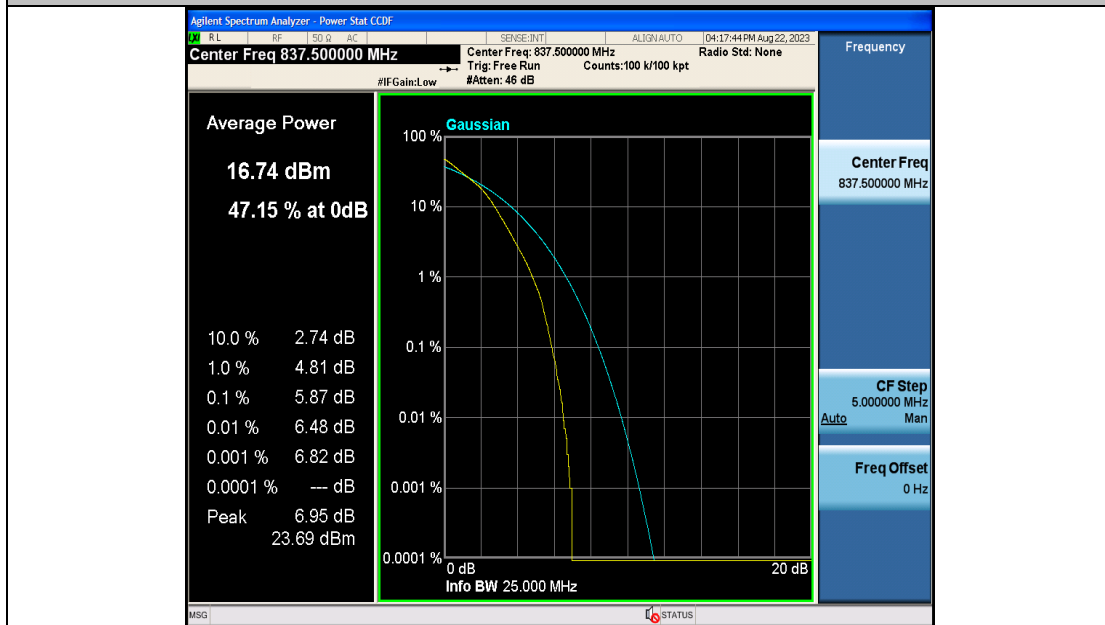 Agilent Spectrum Analyzer - Power Stat CCDF
LXI RL RF 50 Ω AC SENSE:INT ALIGNAUTO 04:17:44 PM Aug 22, 2023
Center Freq 837.500000 MHz
Center Freq: 837.500000 MHz
Radio Std: None
Trig: Free Run Counts:100 k/100 kpt
#IFGain:Low #Atten: 46 dB
Frequency
Average Power
16.74 dBm
47.15 % at 0dB
10.0 % 2.74 dB
1.0 % 4.81 dB
0.1 % 5.87 dB
0.01 % 6.48 dB
0.001 % 6.82 dB
0.0001 % --- dB
Peak 6.95 dB
23.69 dBm
Gaussian
100 %
10 %
1 %
0.1 %
0.01 %
0.001 %
0.0001 %
0 dB 20 dB
Info BW 25.000 MHz
Center Freq
837.500000 MHz
CF Step
5.000000 MHz
Auto Man
Freq Offset
0 Hz
MSG STATUS